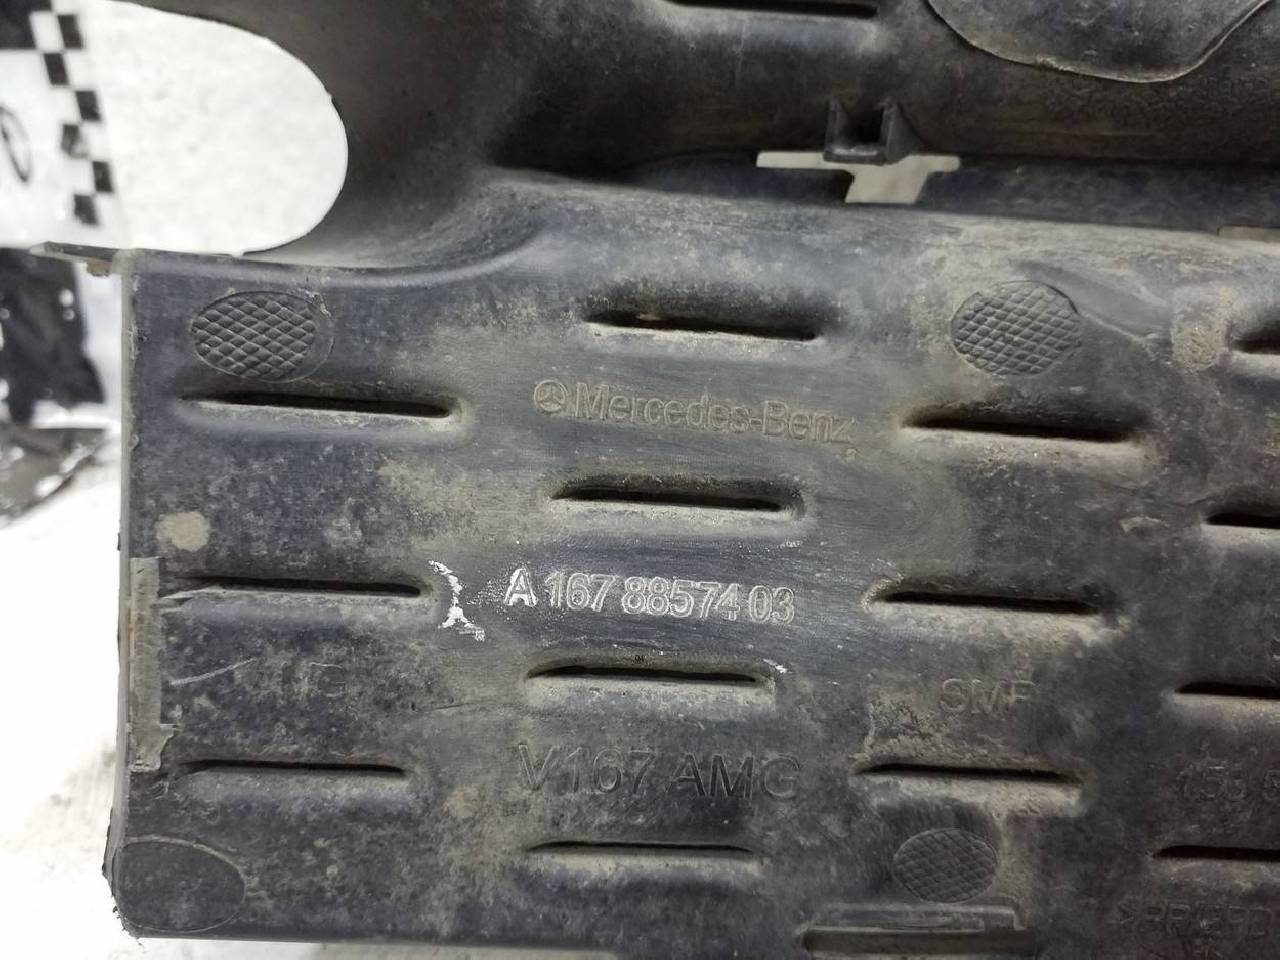 Mercedes-Benz
A 167 885 74 03
SMP
V167 AMG